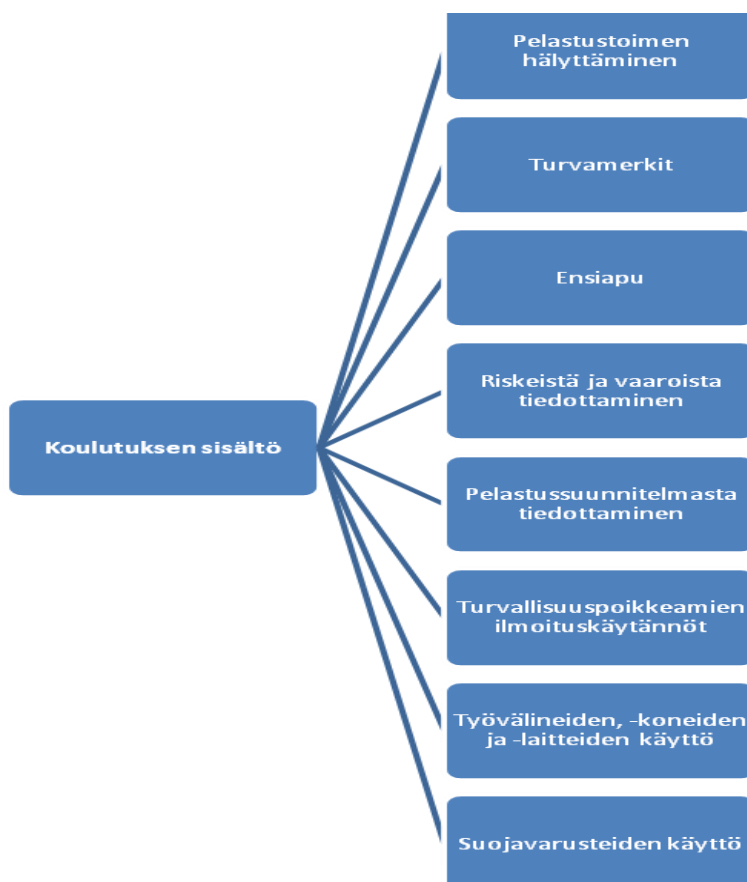 Koulutuksen sisältö
Pelastustoimen
hälyttäminen
Turvamerkit
Ensiapu
Riskeistä ja vaaroista
tiedottaminen
Pelastussuunnitelmasta
tiedottaminen
Turvallisuuspoikkeamien
ilmoituskäytännöt
Työvälineiden, -koneiden
ja -laitteiden käyttö
Suojavarusteiden käyttö